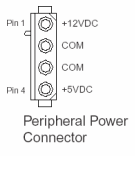 Pin 1 +12VDC
COM
COM
Pin 4 +5VDC
Peripheral Power
Connector